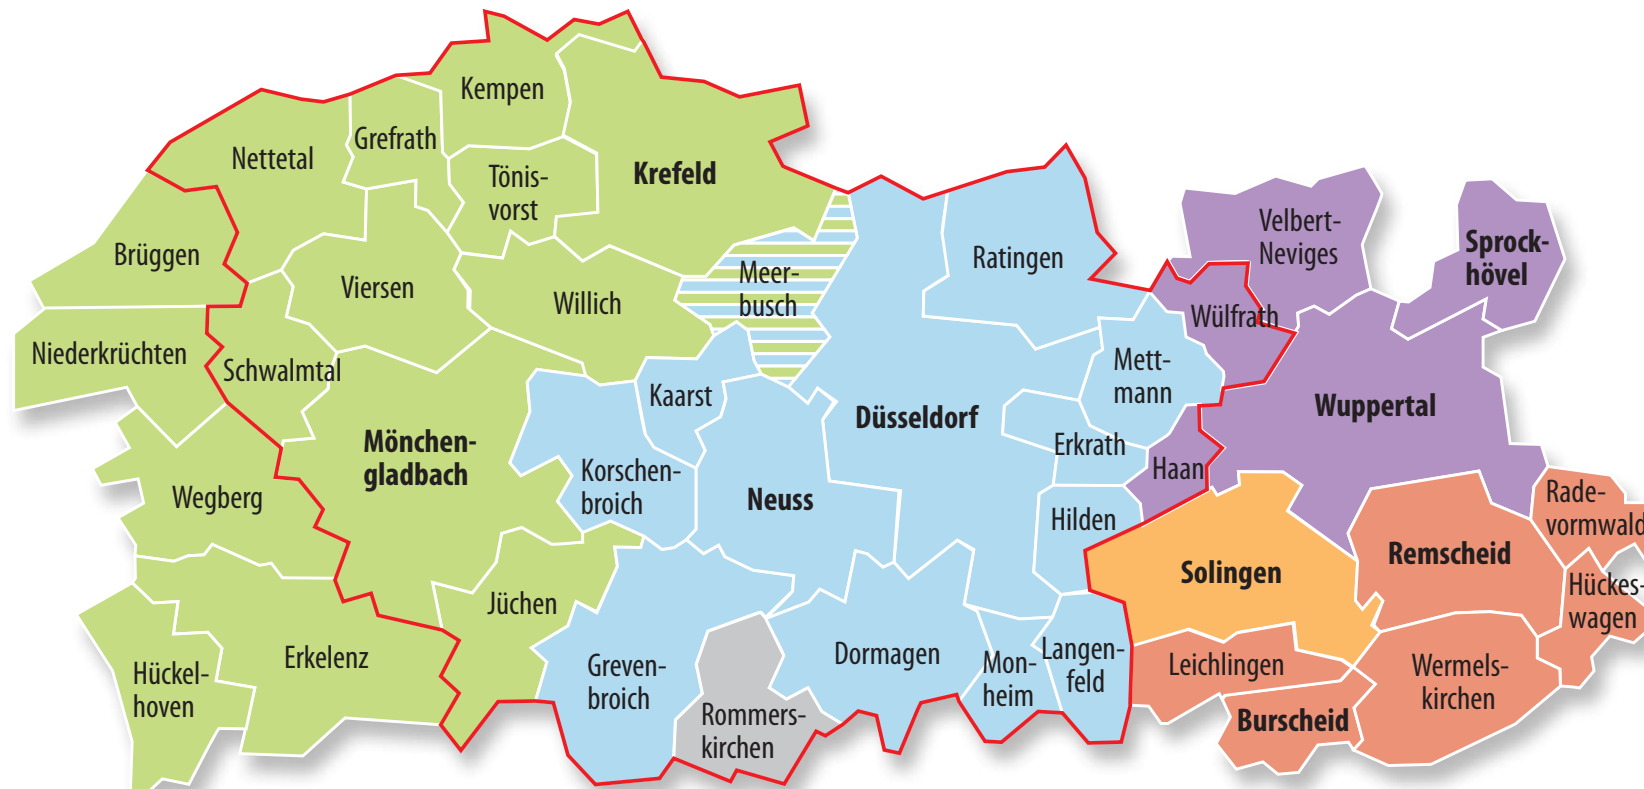 Kempen
Grefrath
Nettetal
Tönis-
vorst
Krefeld
Brüggen
Viersen
Willich
Meer-
busch
Ratingen
Velbert-
Neviges
Sprock-
hövel
Wülfrath
Niederkrüchten
Schwalmtal
Kaarst
Mett-
mann
Düsseldorf
Wuppertal
Mönchen-
gladbach
Erkrath
Haan
Korschen-
broich
Neuss
Wegberg
Hilden
Rade-
vormwald
Solingen
Remscheid
Hückes-
wagen
Jüchen
Erkelenz
Hückel-
hoven
Greven-
broich
Dormagen
Mon-
heim
Langen-
feld
Leichlingen
Wermels-
kirchen
Burscheid
Rommers-
kirchen